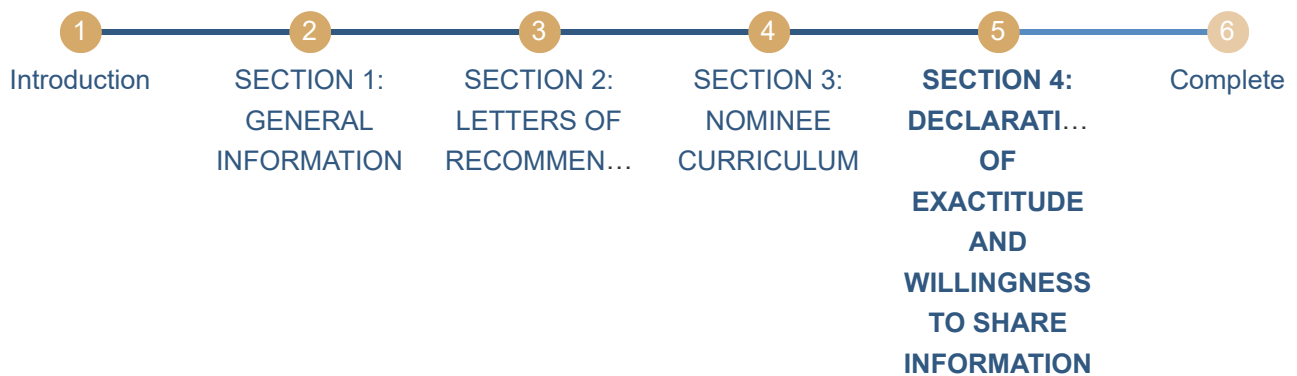 1
Introduction
2
SECTION 1:
GENERAL
INFORMATION
3
SECTION 2:
LETTERS OF
RECOMMEN…
4
SECTION 3:
NOMINEE
CURRICULUM
5
SECTION 4:
DECLARATI…
OF
EXACTITUDE
AND
WILLINGNESS
TO SHARE
INFORMATION
6
Complete